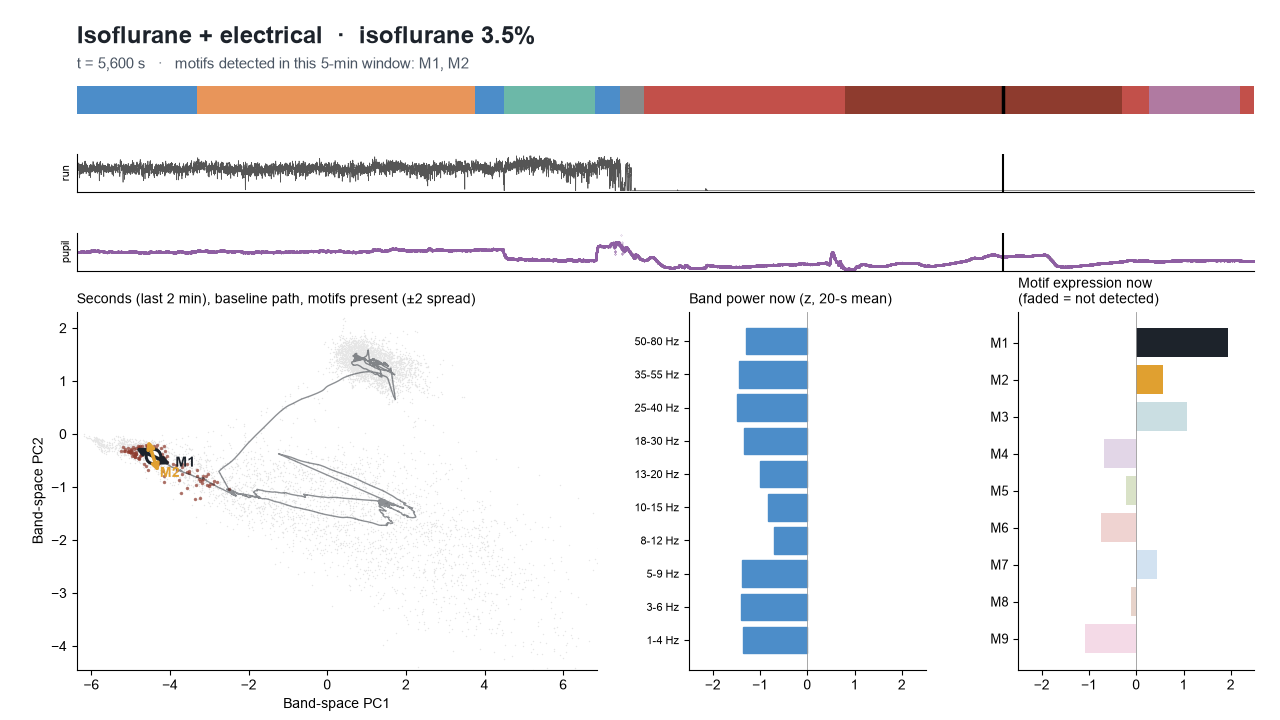 Isoflurane + electrical · isoflurane 3.5%
t = 5,600 s · motifs detected in this 5-min window: M1, M2
run
pupil
Seconds (last 2 min), baseline path, motifs present (±2 spread)
Band-space PC2
2
1
0
−1
−2
−3
−4
M1
M2
−6
−4
−2
0
2
4
6
Band-space PC1
Band power now (z, 20-s mean)
50-80 Hz
35-55 Hz
25-40 Hz
18-30 Hz
13-20 Hz
10-15 Hz
8-12 Hz
5-9 Hz
3-6 Hz
1-4 Hz
−2
−1
0
1
2
Motif expression now
(faded = not detected)
M1
M2
M3
M4
M5
M6
M7
M8
M9
−2
−1
0
1
2